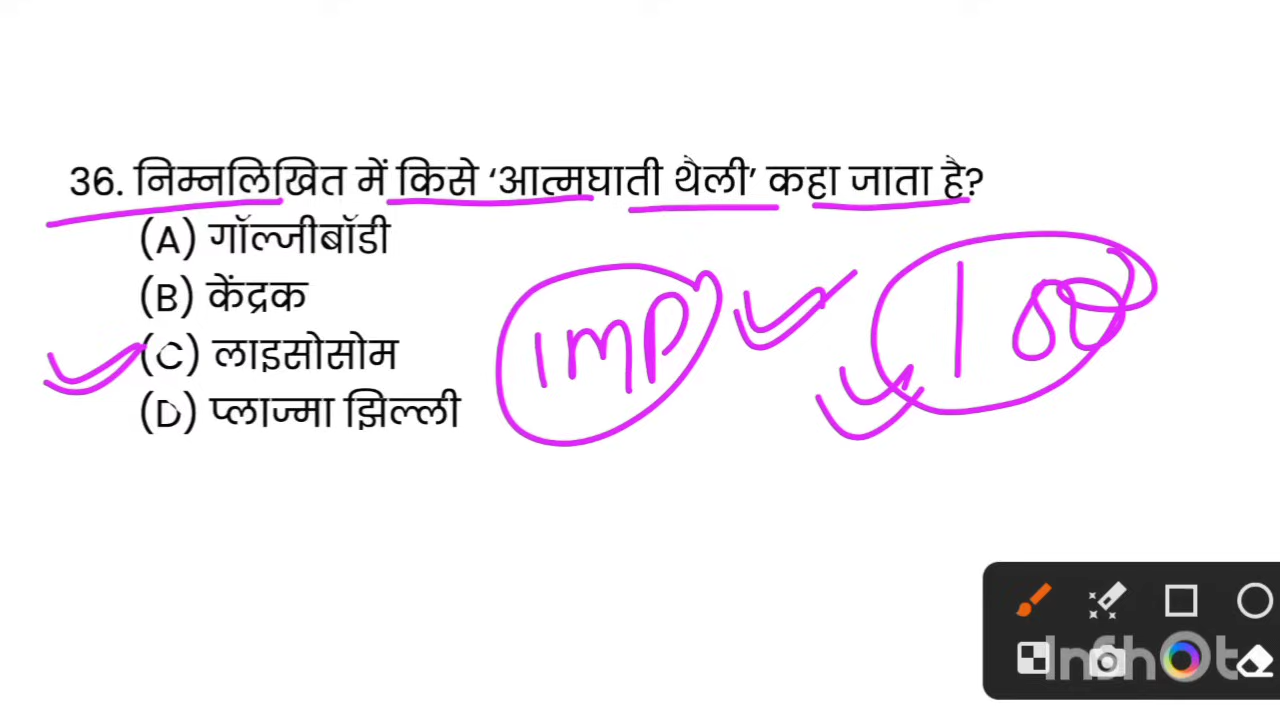 36. निम्नलिखित में किसे ‘आत्मघाती थैली’ कहा जाता है?
(A) गॉल्जीबॉडी
(B) केंद्रक
(C) लाइसोसोम
(D) प्लाज्मा झिल्ली
IMP
100
InShot